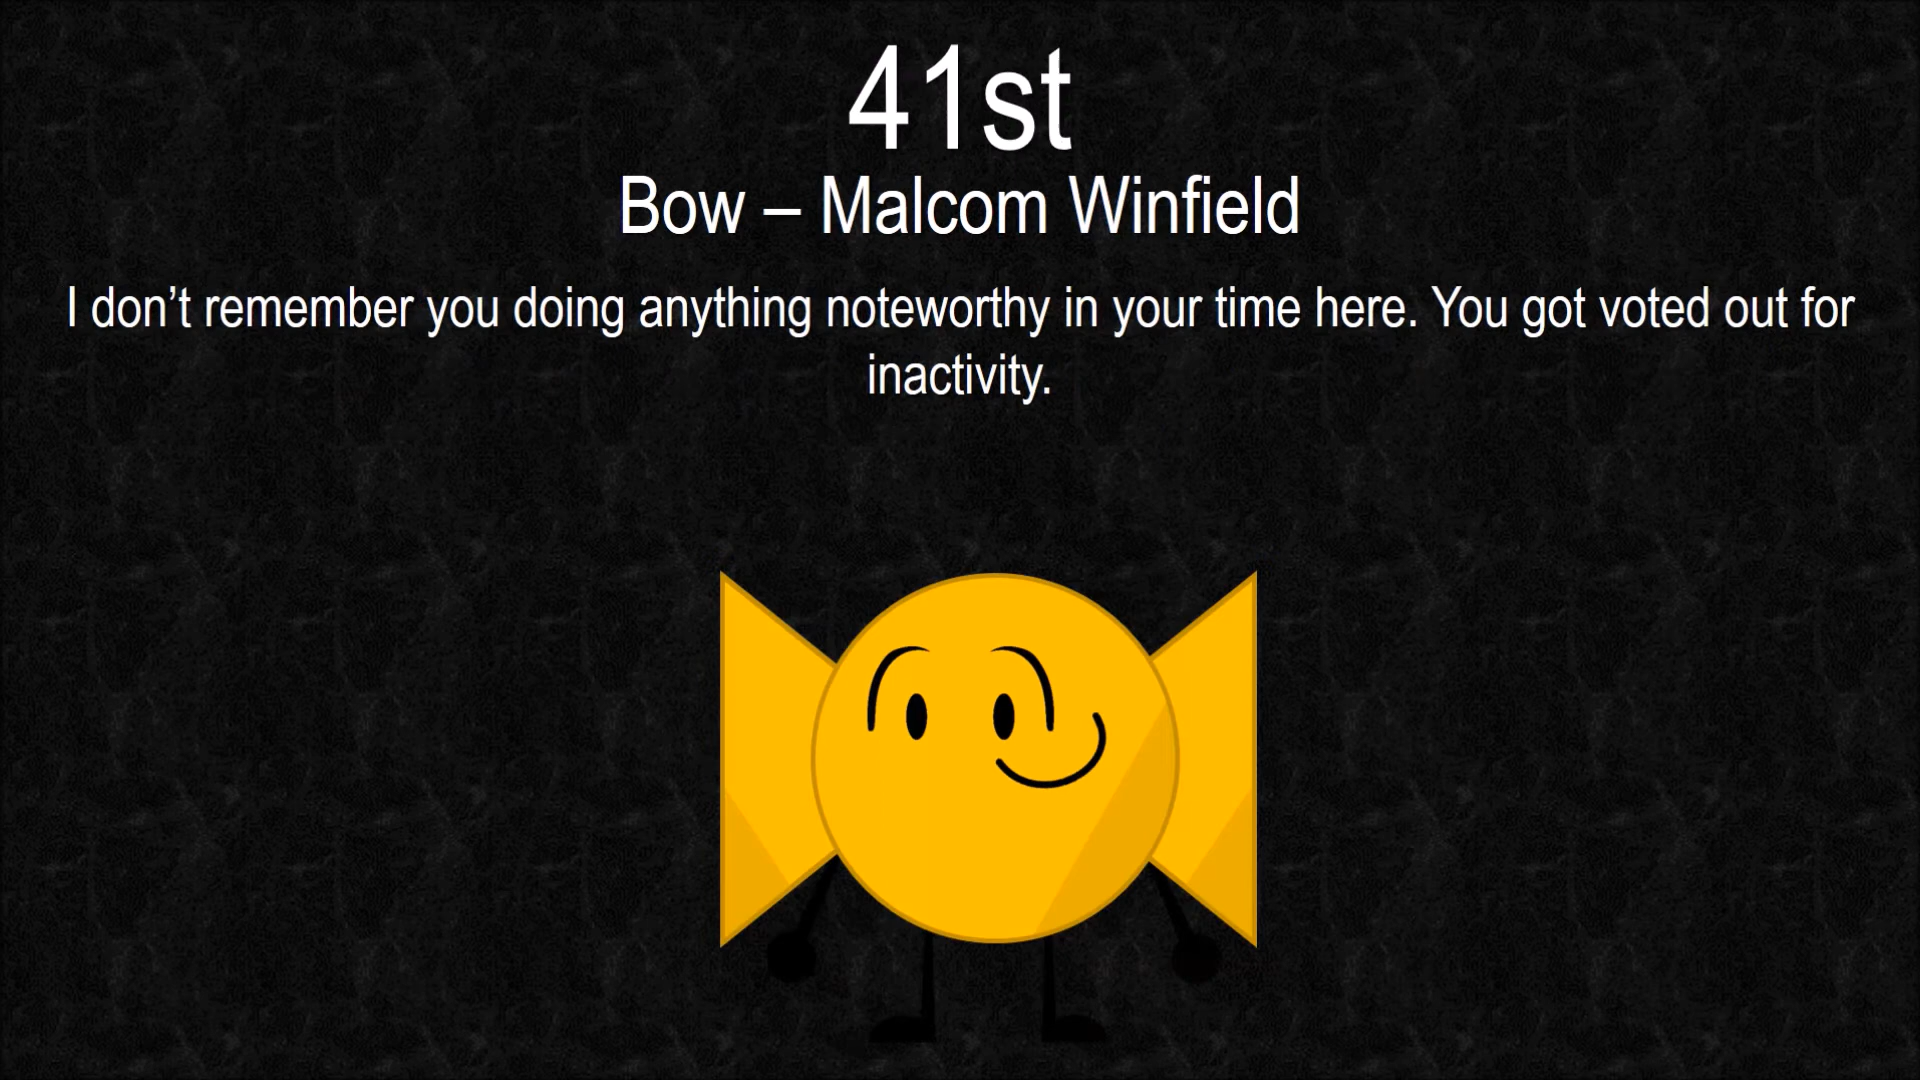 41st
Bow – Malcom Winfield
I don’t remember you doing anything noteworthy in your time here. You got voted out for
inactivity.